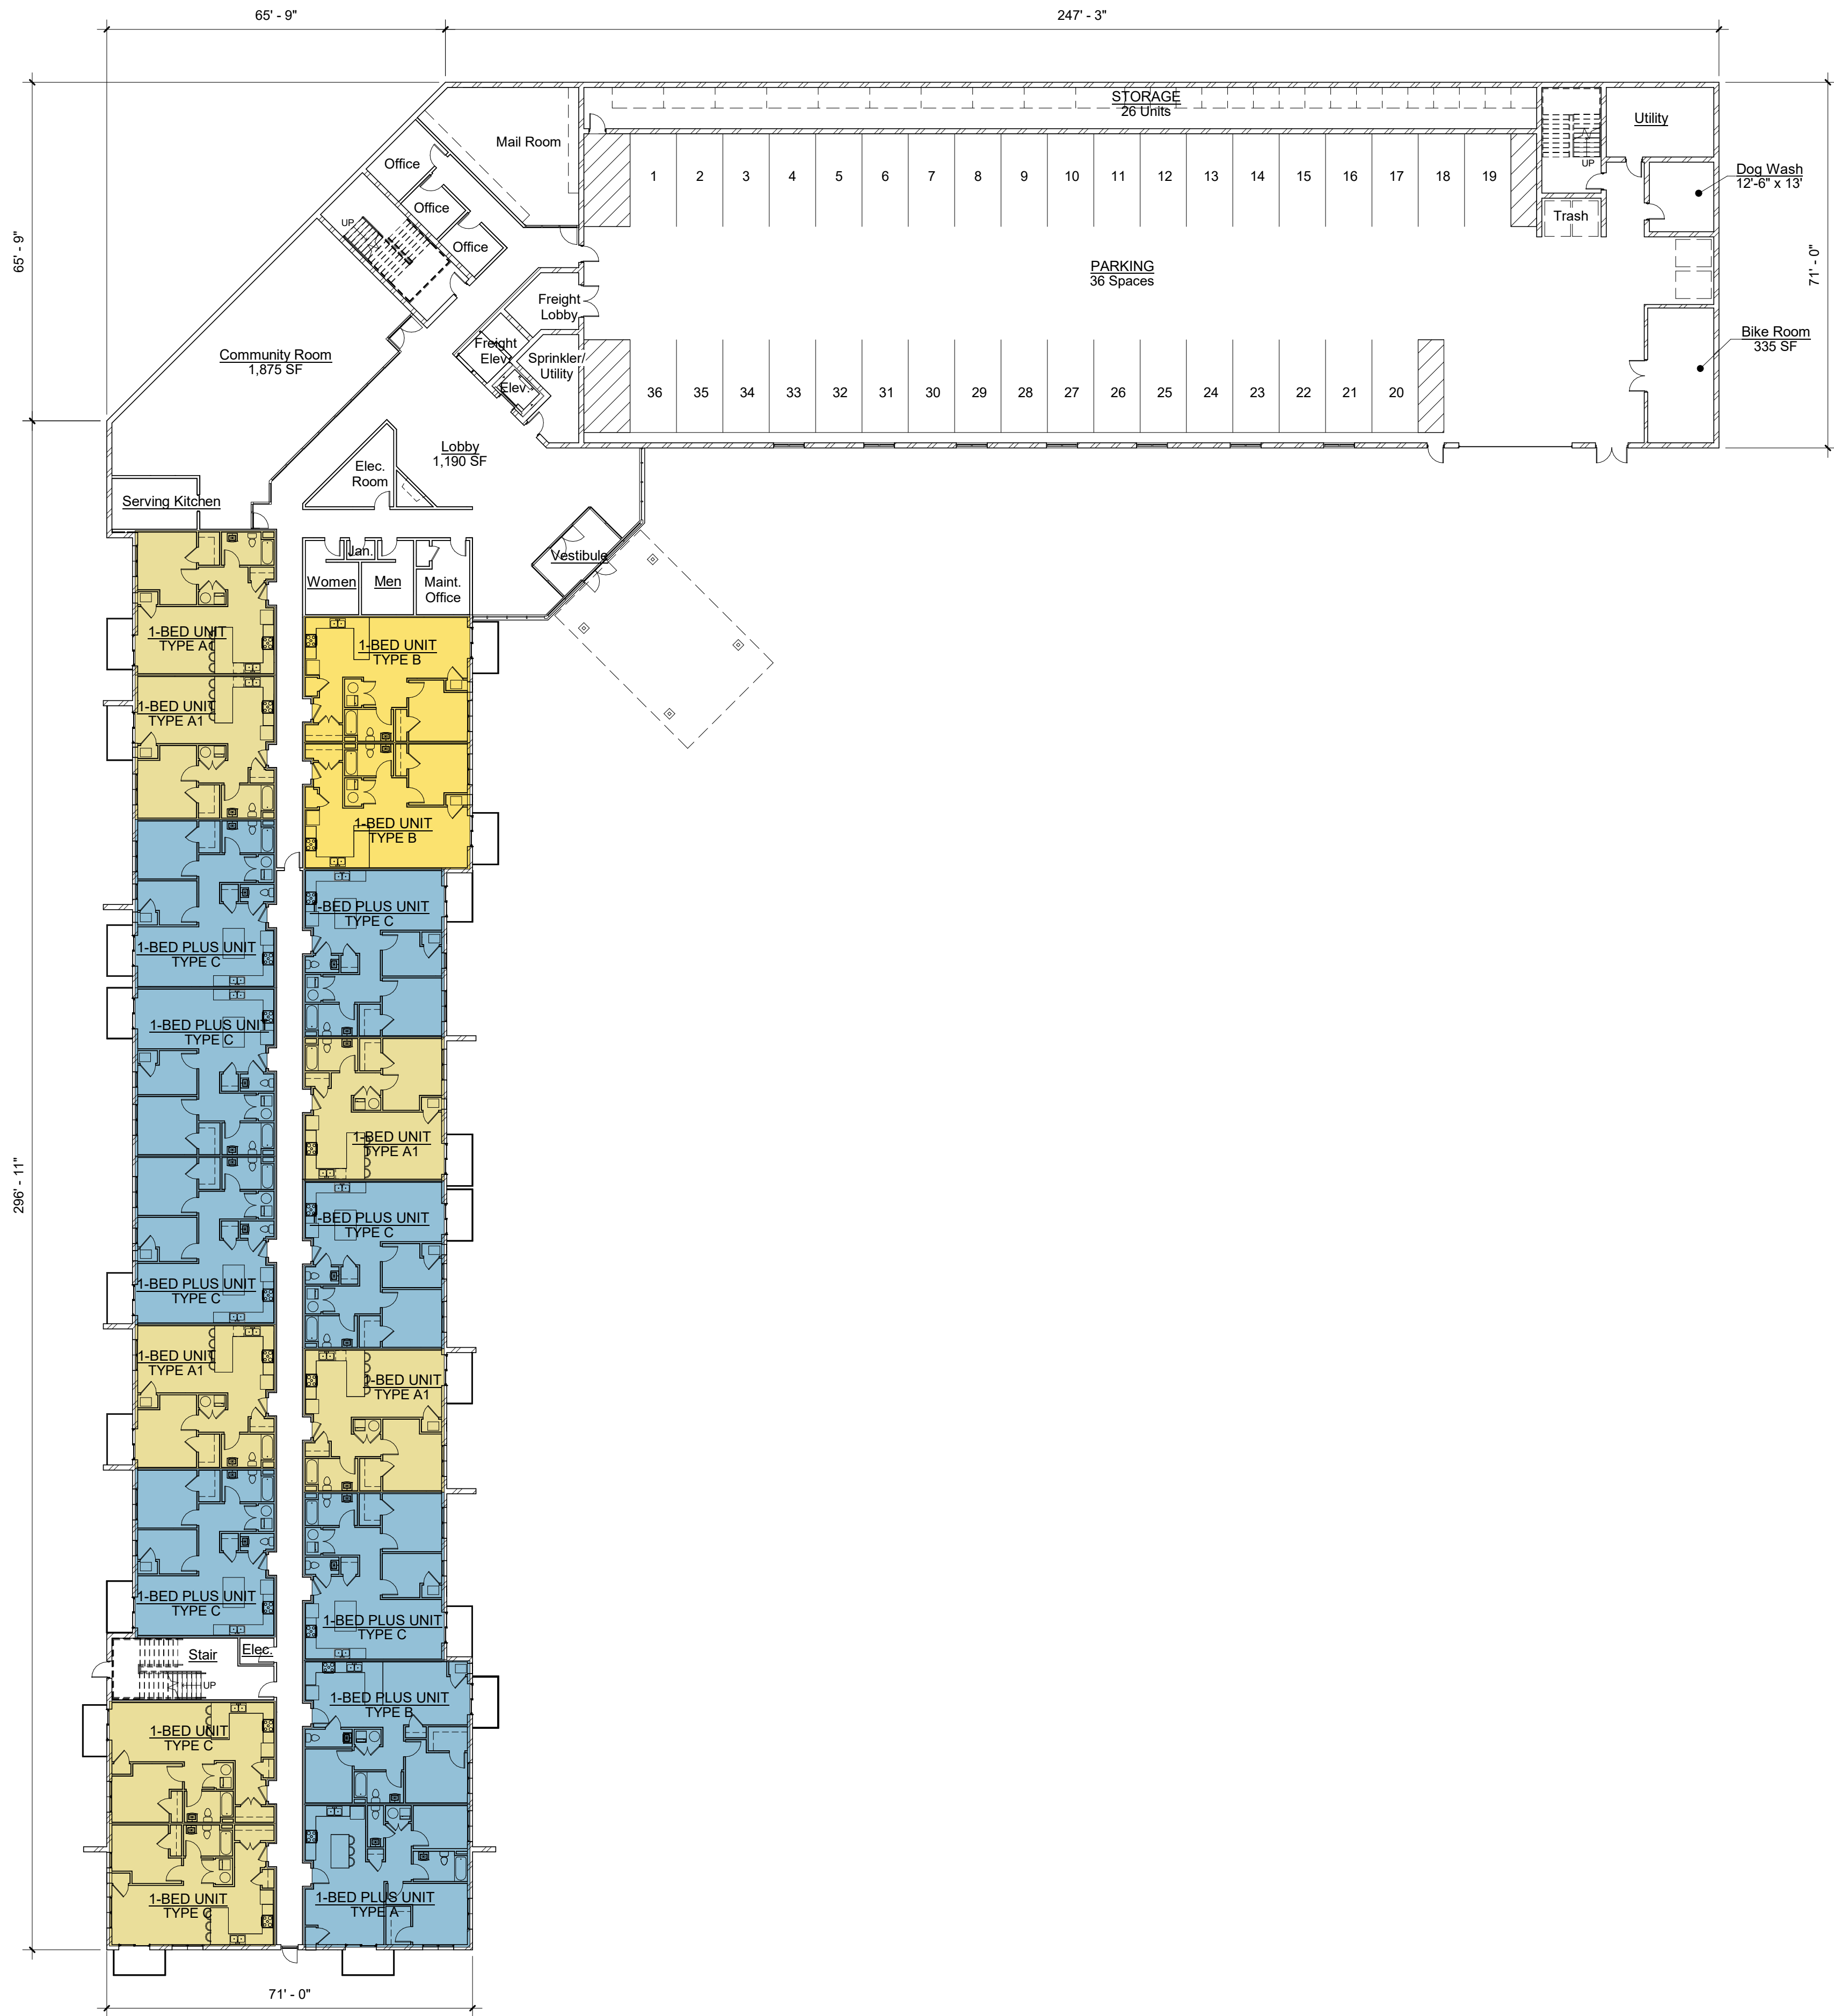 65' - 9"
247' - 3"
STORAGE
26 Units
Utility
Mail Room
Office
UP
Dog Wash
12'-6" x 13'
1 2 3 4 5 6 7 8 9 10 11 12 13 14 15 16 17 18 19
Office
Trash
UP
Office
65' - 9"
71' - 0"
PARKING
36 Spaces
Freight
Lobby
Bike Room
335 SF
Freight
Elev.
Community Room
1,875 SF
Sprinkler/
Utility
Elev.
36 35 34 33 32 31 30 29 28 27 26 25 24 23 22 21 20
Lobby
1,190 SF
Elec.
Room
Serving Kitchen
Jan.
Vestibule
Women
Men
Maint.
Office
1-BED UNIT
TYPE A1
1-BED UNIT
TYPE B
1-BED UNIT
TYPE A1
1-BED UNIT
TYPE B
1-BED PLUS UNIT
TYPE C
1-BED PLUS UNIT
TYPE C
1-BED PLUS UNIT
TYPE C
1-BED UNIT
TYPE A1
296' - 11"
1-BED PLUS UNIT
TYPE C
1-BED PLUS UNIT
TYPE C
1-BED UNIT
TYPE A1
1-BED UNIT
TYPE A1
1-BED PLUS UNIT
TYPE C
1-BED PLUS UNIT
TYPE C
Stair
Elec.
UP
1-BED PLUS UNIT
TYPE B
1-BED UNIT
TYPE C
1-BED PLUS UNIT
TYPE A
1-BED UNIT
TYPE C
71' - 0"